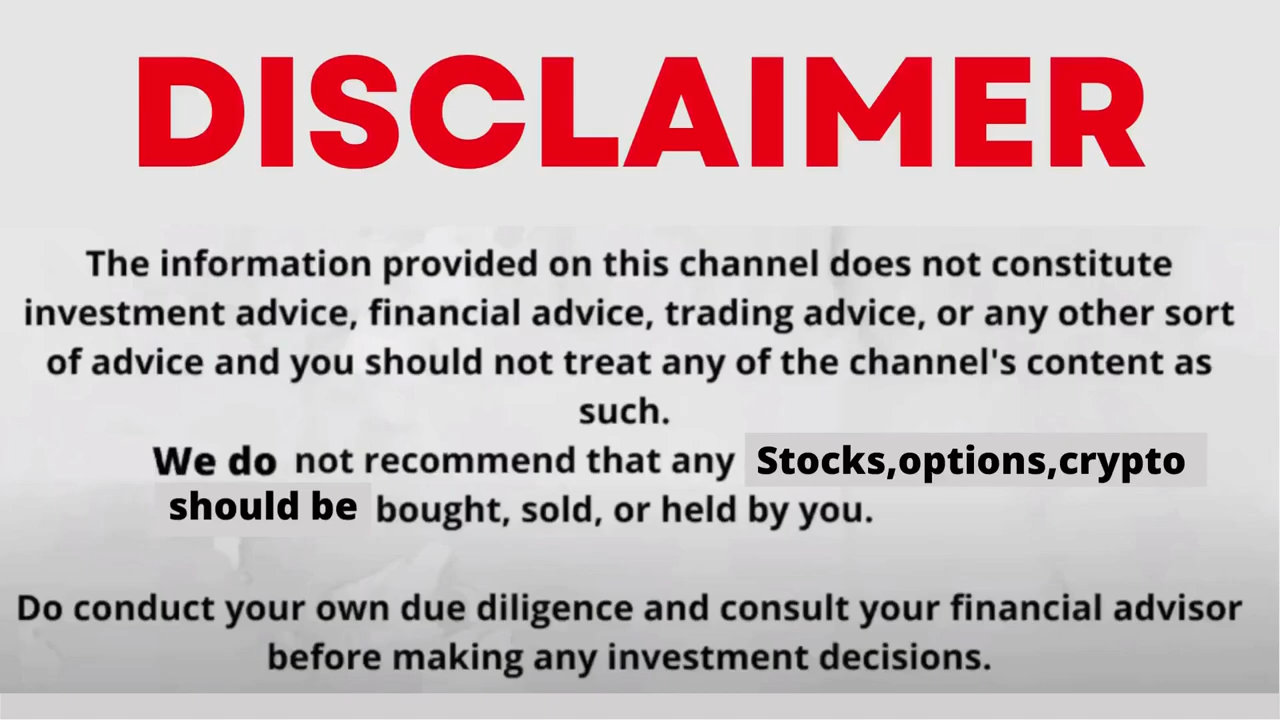 DISCLAIMER
The information provided on this channel does not constitute
investment advice, financial advice, trading advice, or any other sort
of advice and you should not treat any of the channel's content as
such.
We do not recommend that any Stocks,options,crypto
should be bought, sold, or held by you.
Do conduct your own due diligence and consult your financial advisor
before making any investment decisions.